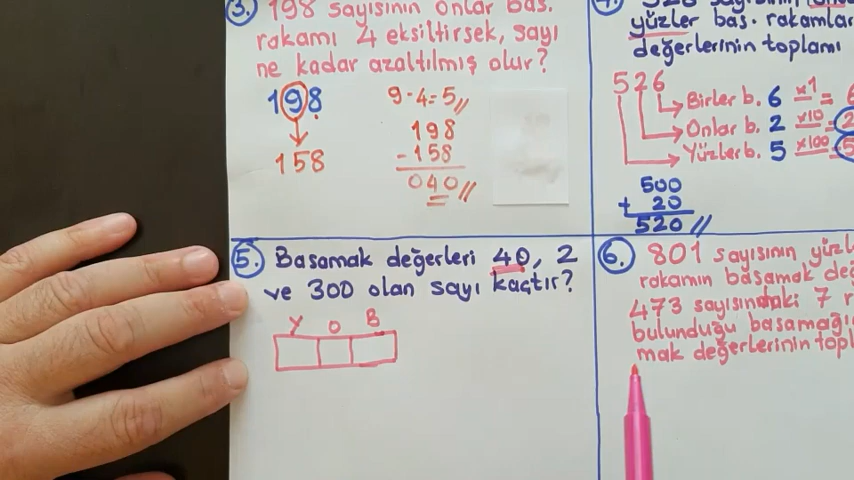 3. 198 sayısının onlar bas.
rakamı 4 eksiltirsek, sayı
ne kadar azaltılmış olur?
198
158
9-4=5//
198
-158
040//
yüzler bas. rakamlar
değerlerinin toplamı
526
Birler b. 6 x1 =
Onlar b. 2 x10 =
Yüzler b. 5 x100 =
500
+ 20
520//
5. Basamak değerleri 40, 2
ve 300 olan sayı kaçtır?
Y O B
6. 801 sayısının yüzl
rakamın basamak değ
473 sayısındaki 7 r
bulunduğu basamağı
mak değerlerinin topl